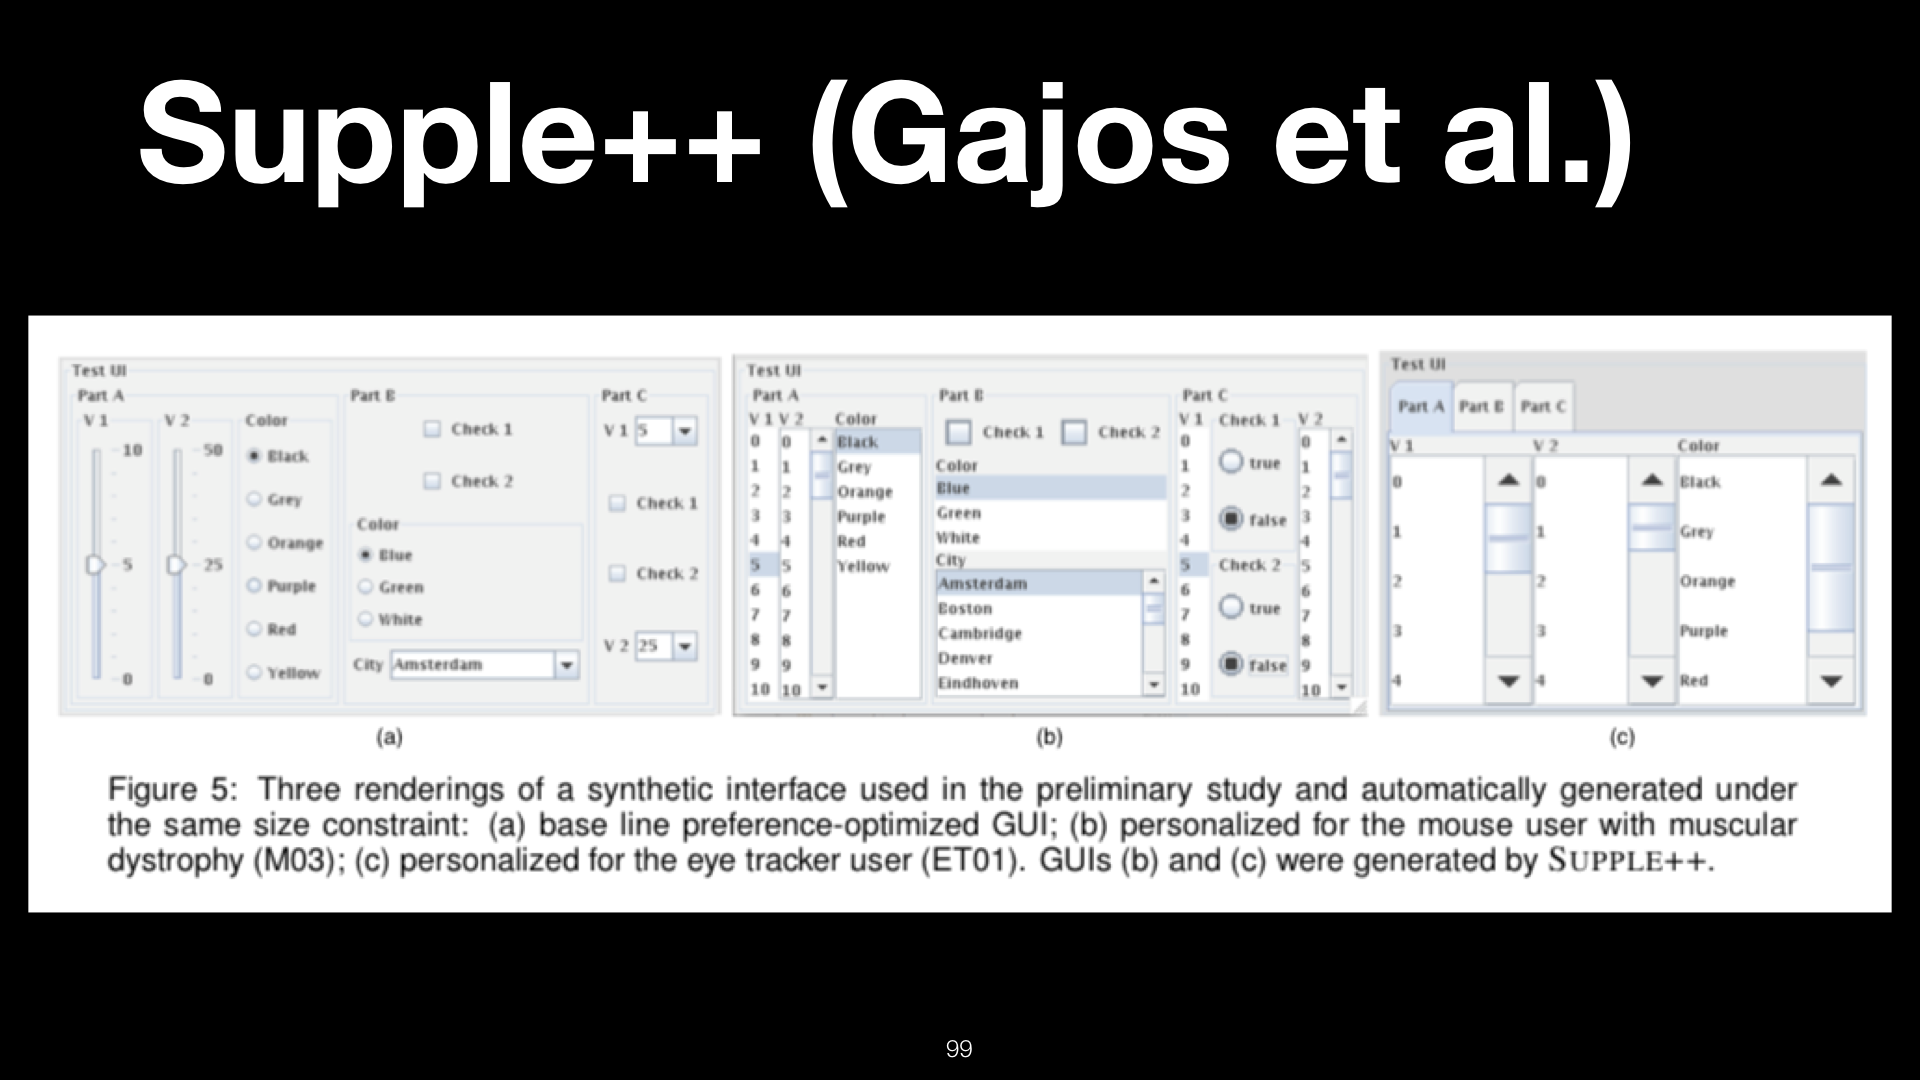 Supple++ (Gajos et al.)
Test UI
Part A
V 1
10
5
0
V 2
50
25
0
Color
Black
Grey
Orange
Purple
Red
Yellow
Part B
Check 1
Check 2
Color
Blue
Green
White
City Amsterdam
Part C
V 1 5
Check 1
Check 2
V 2 25
(a)
Test UI
Part A
V 1 V 2 Color
0 0 Black
1 1 Grey
2 2 Orange
3 3 Purple
4 4 Red
5 5 Yellow
6 6
7 7
8 8
9 9
10 10
Part B
Check 1 Check 2
Color
Blue
Green
White
City
Amsterdam
Boston
Cambridge
Denver
Eindhoven
Part C
V 1
0
1
2
3
4
5
6
7
8
9
10
Check 1
true
false
Check 2
true
false
V 2
0
1
2
3
4
5
6
7
8
9
10
(b)
Test UI
Part A Part B Part C
V 1 V 2 Color
0 0 Black
1 1 Grey
2 2 Orange
3 3 Purple
4 4 Red
(c)
Figure 5: Three renderings of a synthetic interface used in the preliminary study and automatically generated under
the same size constraint: (a) base line preference-optimized GUI; (b) personalized for the mouse user with muscular
dystrophy (M03); (c) personalized for the eye tracker user (ET01). GUIs (b) and (c) were generated by SUPPLE++.
99